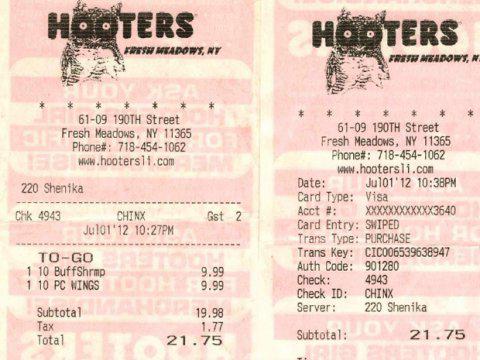 HOOTERS
FRESH MEADOWS, NY
* * * * * * *
61-09 190TH Street
Fresh Meadows, NY 11365
Phone#: 718-454-1062
www.hootersli.com
220 Shenika
Chk 4943 CHINX Gst 2
Jul01'12 10:27PM
TO-GO
1 10 BuffShrmp 9.99
1 10 PC WINGS 9.99
Subtotal 19.98
Tax 1.77
Total 21.75
HOOTERS
FRESH MEADOWS, NY
* * * * * * *
61-09 190TH Street
Fresh Meadows, NY 11365
Phone#: 718-454-1062
www.hootersli.com
Date: Jul01'12 10:38PM
Card Type: Visa
Acct #: XXXXXXXXXXXX3640
Card Entry: SWIPED
Trans Type: PURCHASE
Trans Key: CIC006539638947
Auth Code: 901280
Check: 4943
Check ID: CHINX
Server: 220 Shenika
Subtotal: 21.75